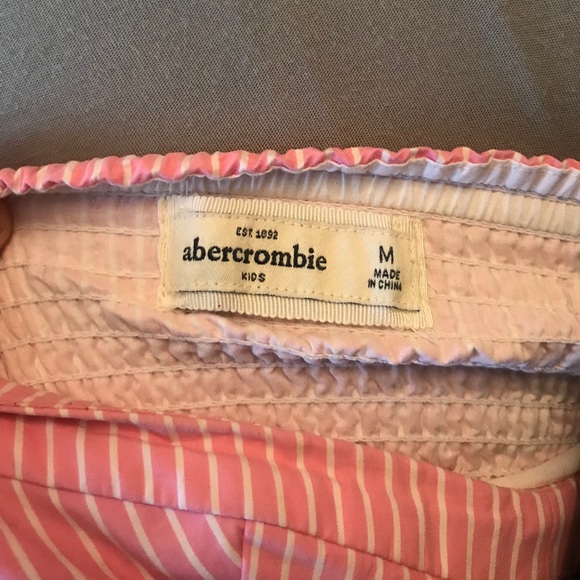 EST. 1892
abercrombie
KIDS
M
MADE
IN CHINA